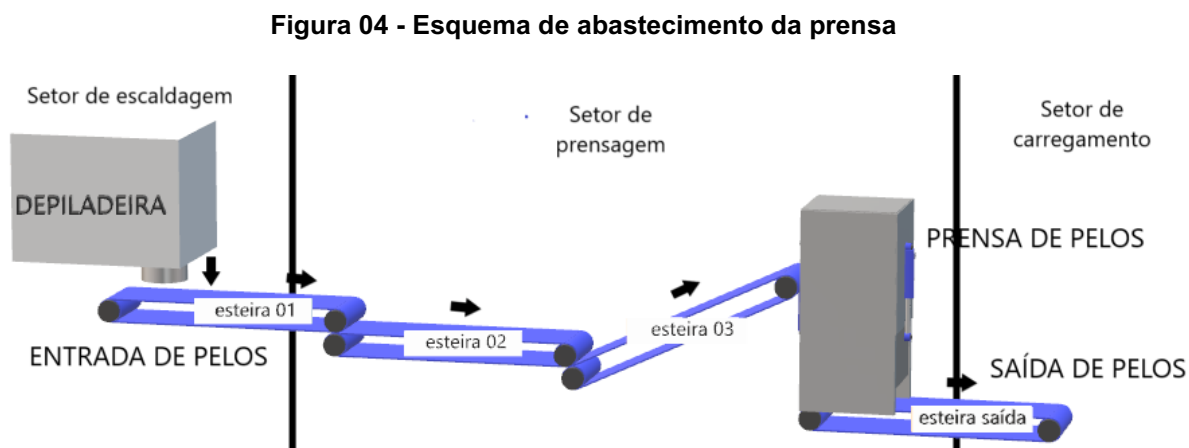 Figura 04 - Esquema de abastecimento da prensa
Setor de escaldagem
Setor de
prensagem
Setor de
carregamento
DEPILADEIRA
PRENSA DE PELOS
esteira 01
esteira 02
esteira 03
ENTRADA DE PELOS
SAÍDA DE PELOS
esteira saída